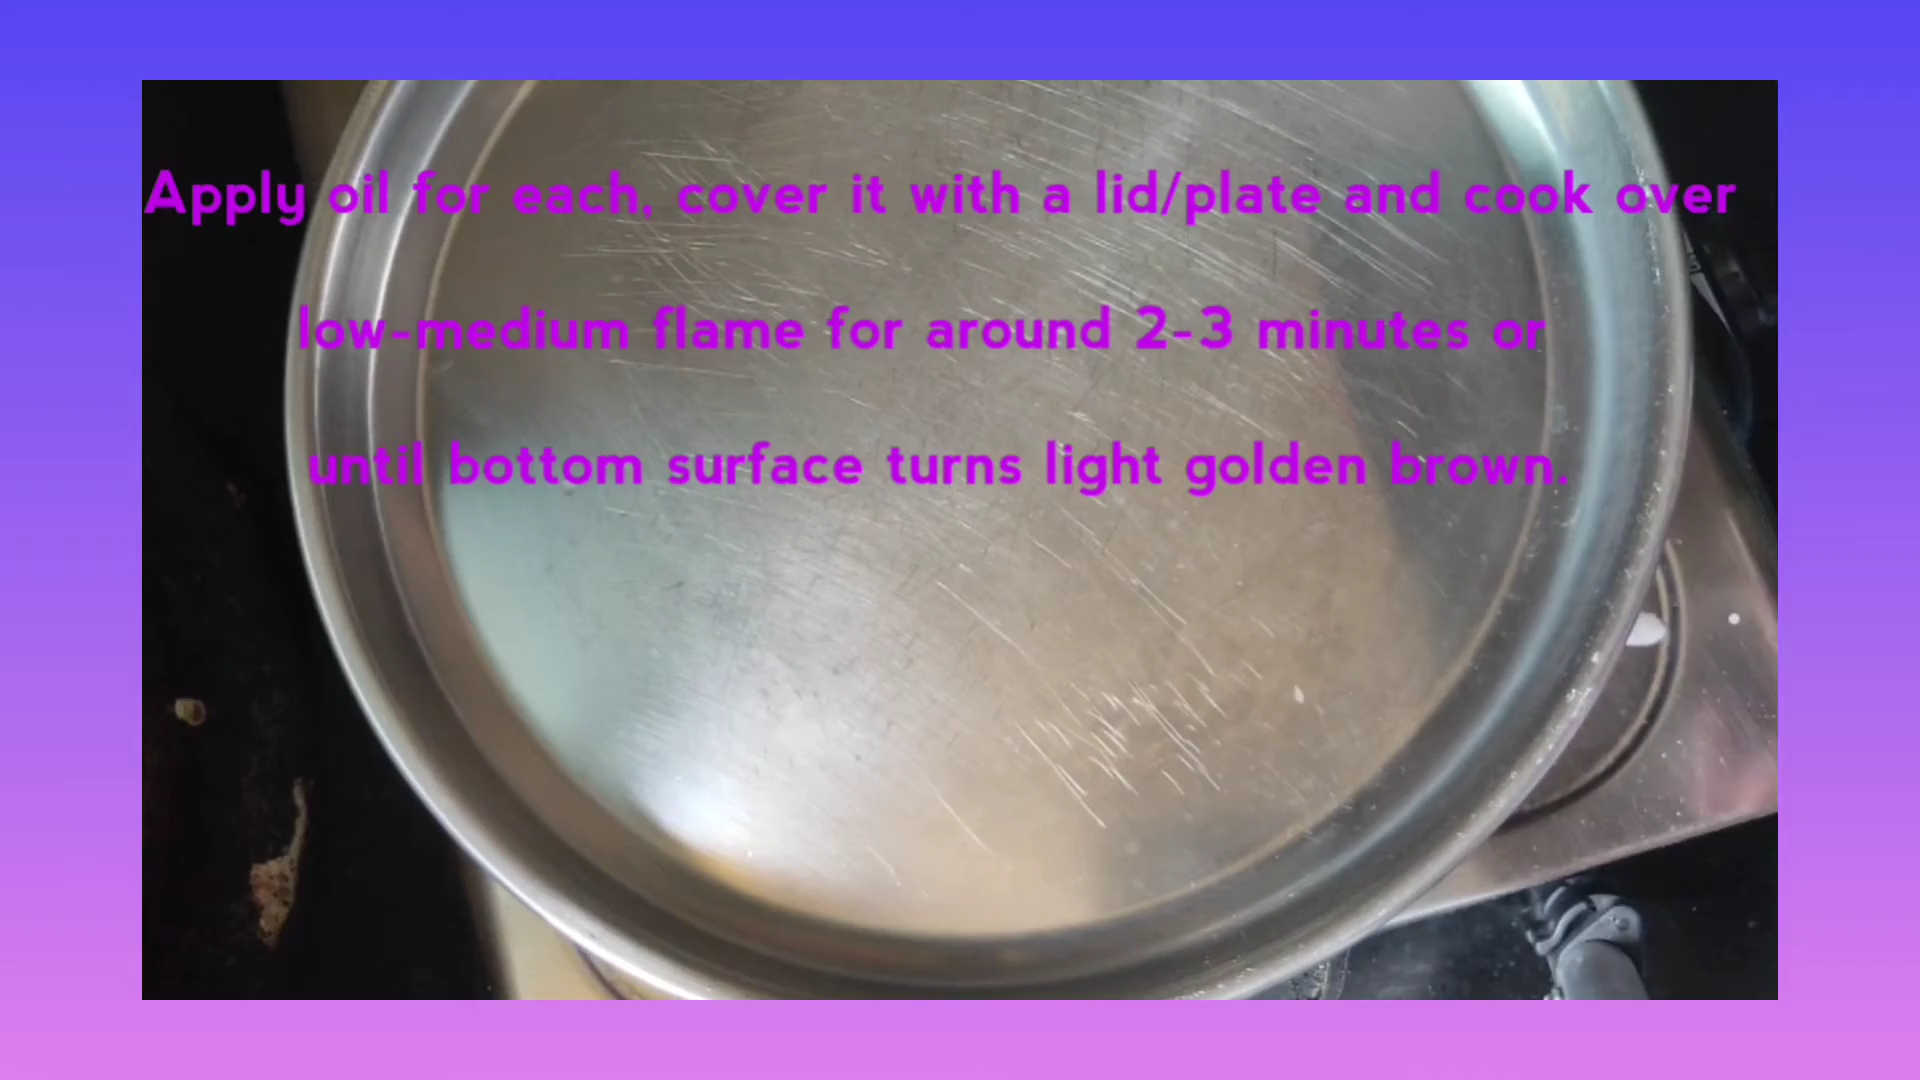 Apply oil for each, cover it with a lid/plate and cook over
low-medium flame for around 2-3 minutes or
until bottom surface turns light golden brown.